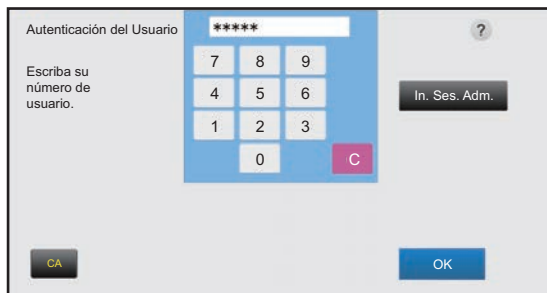 Autenticación del Usuario
*****
?
Escriba su
número de
usuario.
7 8 9
4 5 6
1 2 3
0 C
In. Ses. Adm.
CA
OK